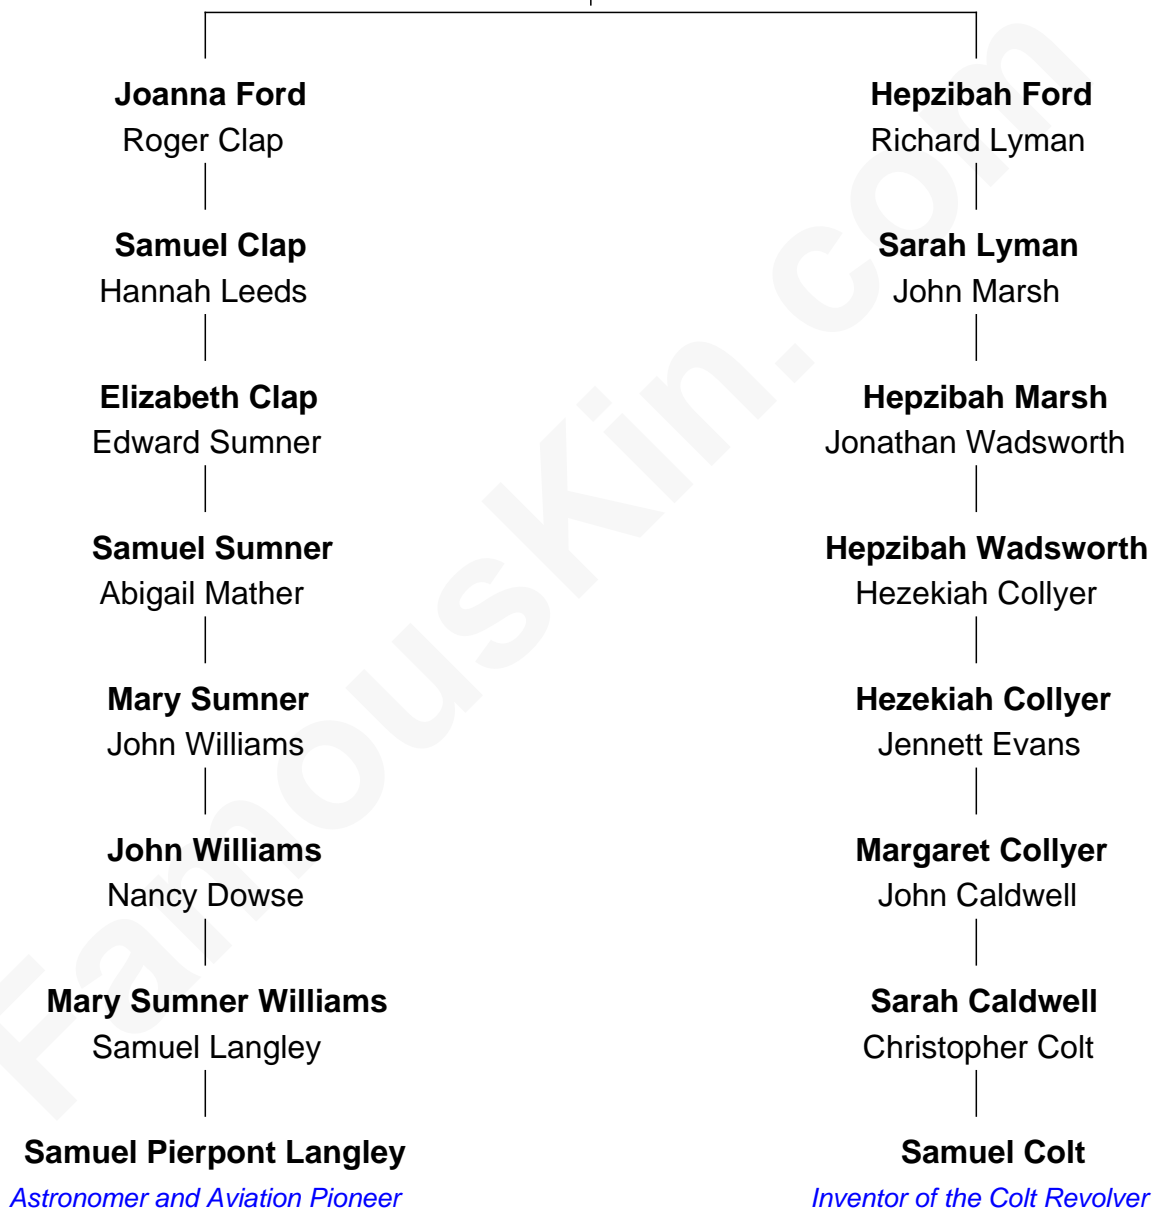 Joanna Ford
Roger Clap
Samuel Clap
Hannah Leeds
Elizabeth Clap
Edward Sumner
Samuel Sumner
Abigail Mather
Mary Sumner
John Williams
John Williams
Nancy Dowse
Mary Sumner Williams
Samuel Langley
Samuel Pierpont Langley
Astronomer and Aviation Pioneer
Hepzibah Ford
Richard Lyman
Sarah Lyman
John Marsh
Hepzibah Marsh
Jonathan Wadsworth
Hepzibah Wadsworth
Hezekiah Collyer
Hezekiah Collyer
Jennett Evans
Margaret Collyer
John Caldwell
Sarah Caldwell
Christopher Colt
Samuel Colt
Inventor of the Colt Revolver
FamousKin.com